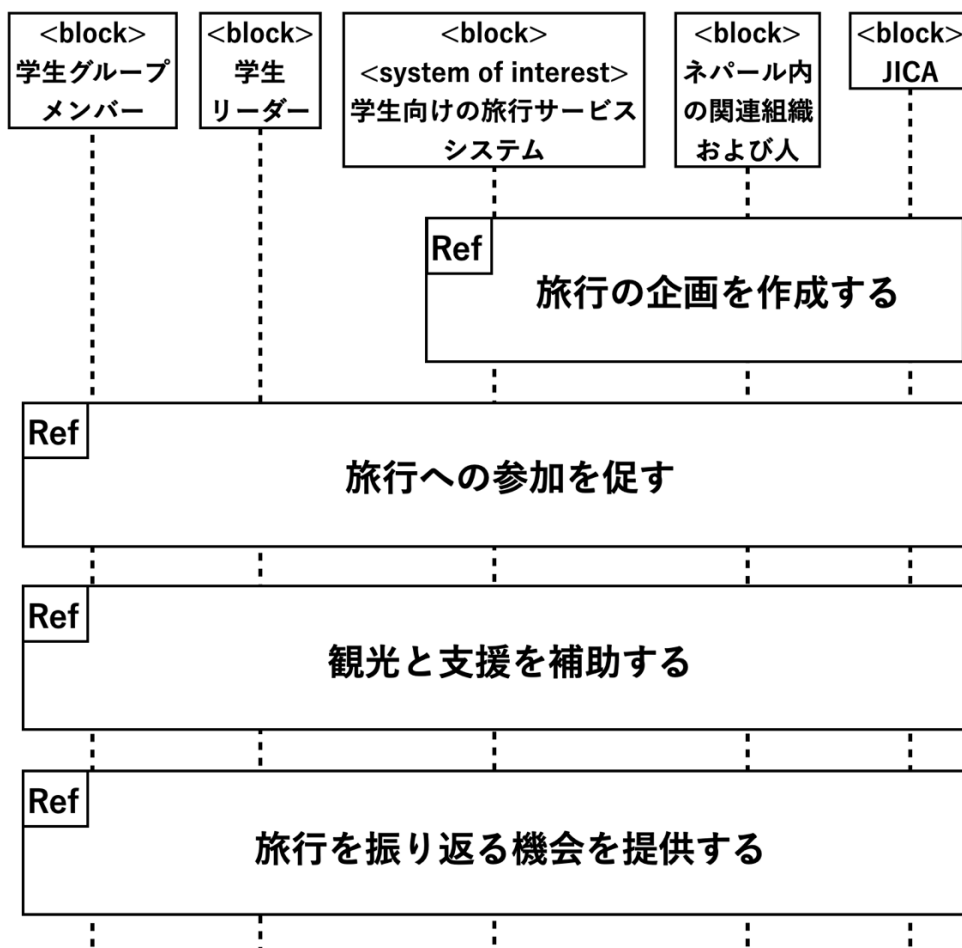 <block>
学生グループ
メンバー
<block>
学生
リーダー
<block>
<system of interest>
学生向けの旅行サービス
システム
<block>
ネパール内
の関連組織
および人
<block>
JICA
Ref
旅行の企画を作成する
Ref
旅行への参加を促す
Ref
観光と支援を補助する
Ref
旅行を振り返る機会を提供する